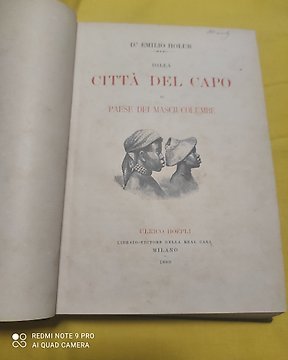 Dr EMILIO HOLUB
DALLA
CITTÀ DEL CAPO
AL
PAESE DEI MASCIUCOLUMBE
ULRICO HOEPLI
LIBRAIO-EDITORE DELLA REAL CASA
MILANO
REDMI NOTE 9 PRO
AI QUAD CAMERA